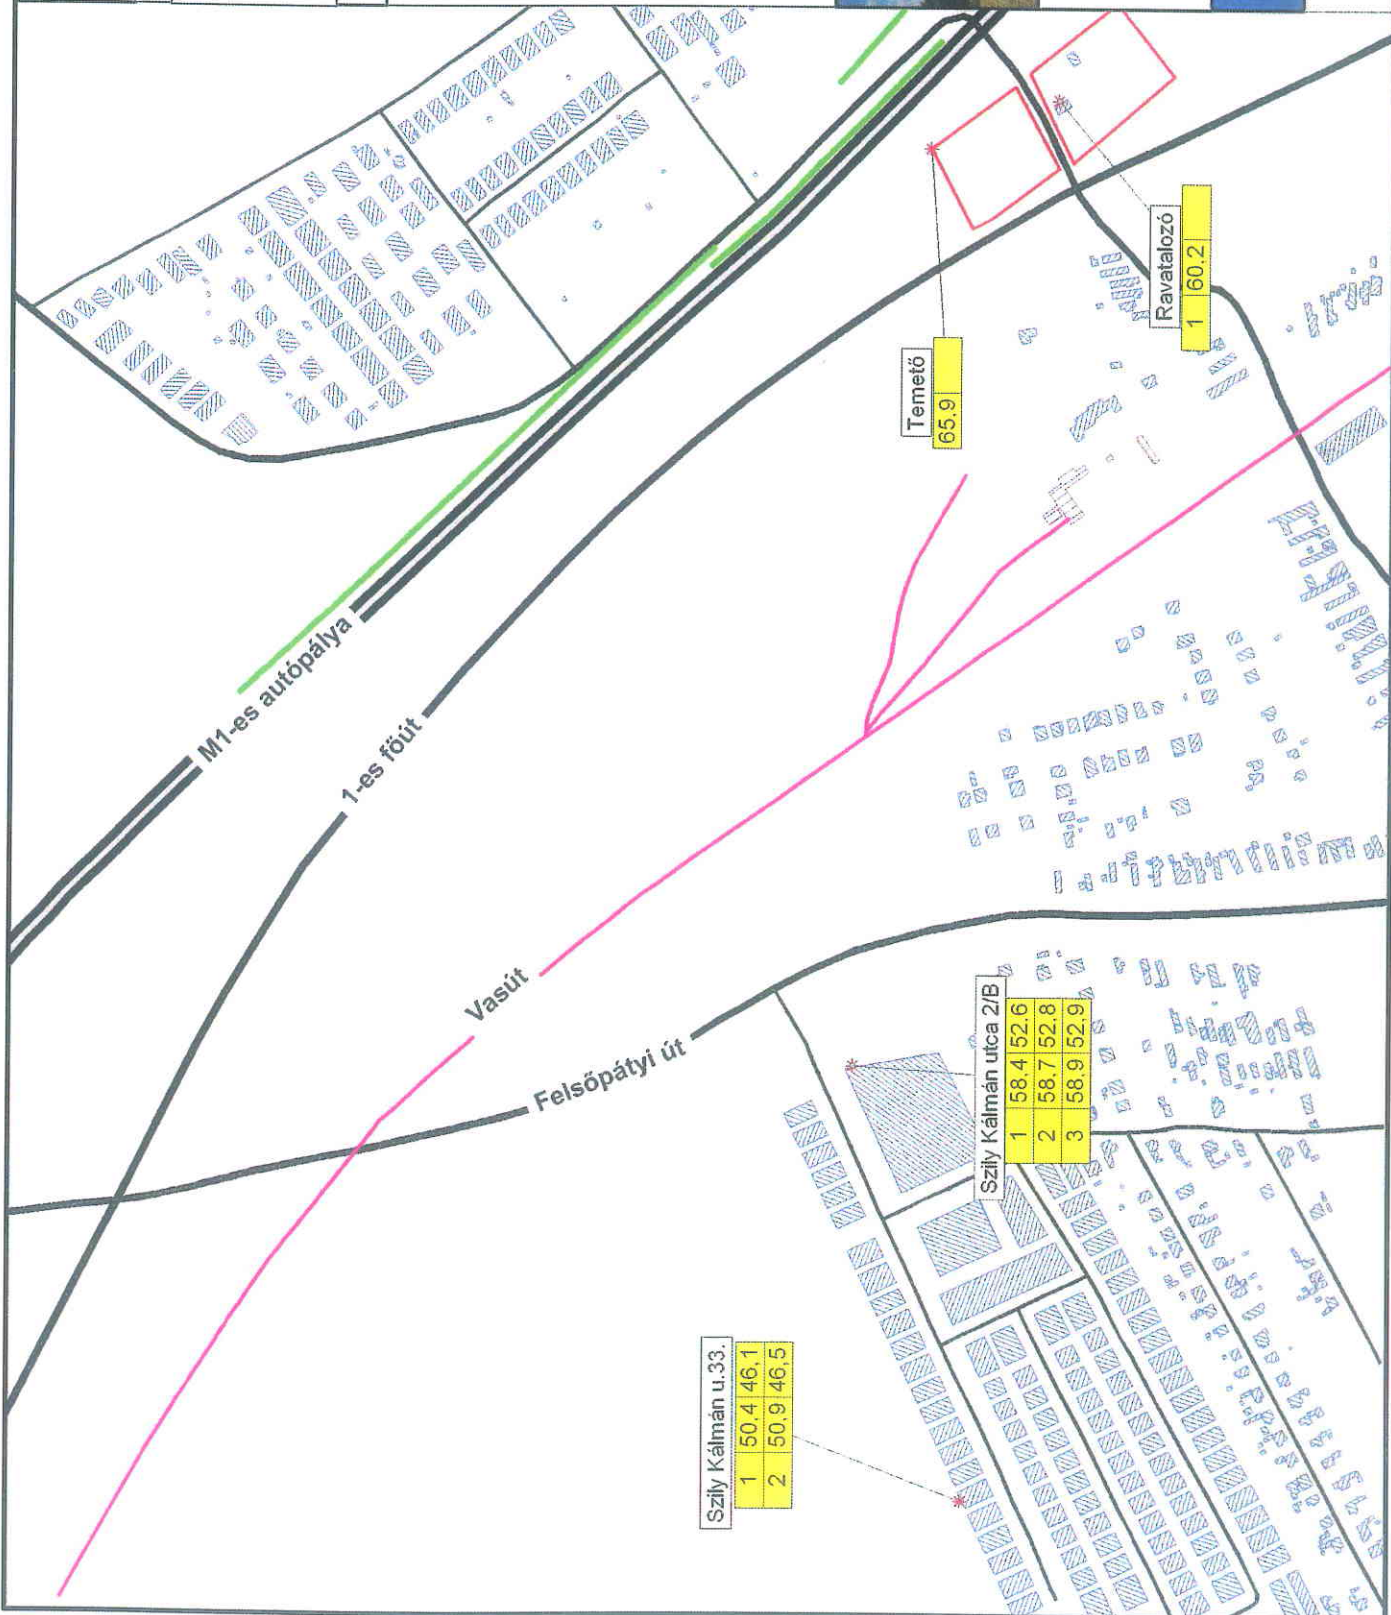 M1-es autópálya
1-es főút
Vasút
Felsőpátyi út
Temető
65.9
Ravatalozó
1 60.2
Szily Kálmán utca 2/B
1 58.4 52.6
2 58.7 52.8
3 58.9 52.9
Szily Kálmán u.33.
1 50.4 46.1
2 50.9 46.5